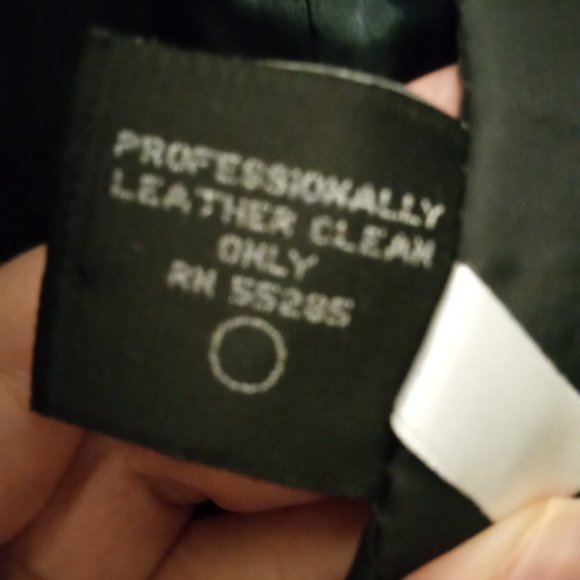 PROFESSIONALLY
LEATHER CLEAN
ONLY
RN 55285